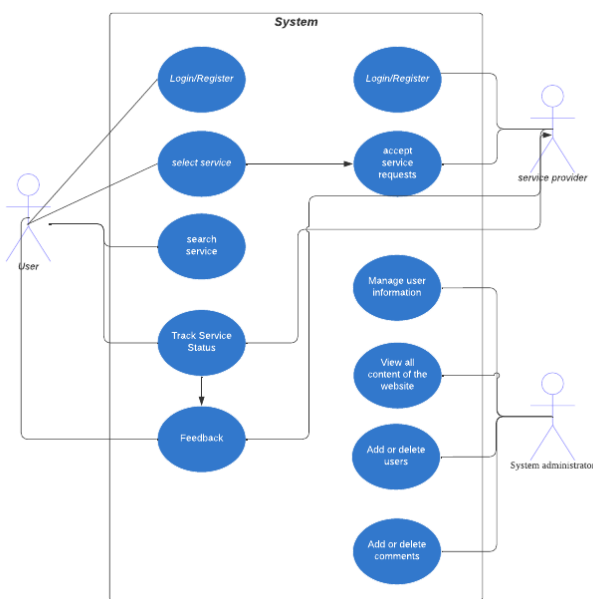 System
Login/Register
Login/Register
select service
accept
service
requests
service provider
search
service
User
Manage user
information
Track Service
Status
View all
content of the
website
Feedback
Add or delete
users
System administrator
Add or delete
comments